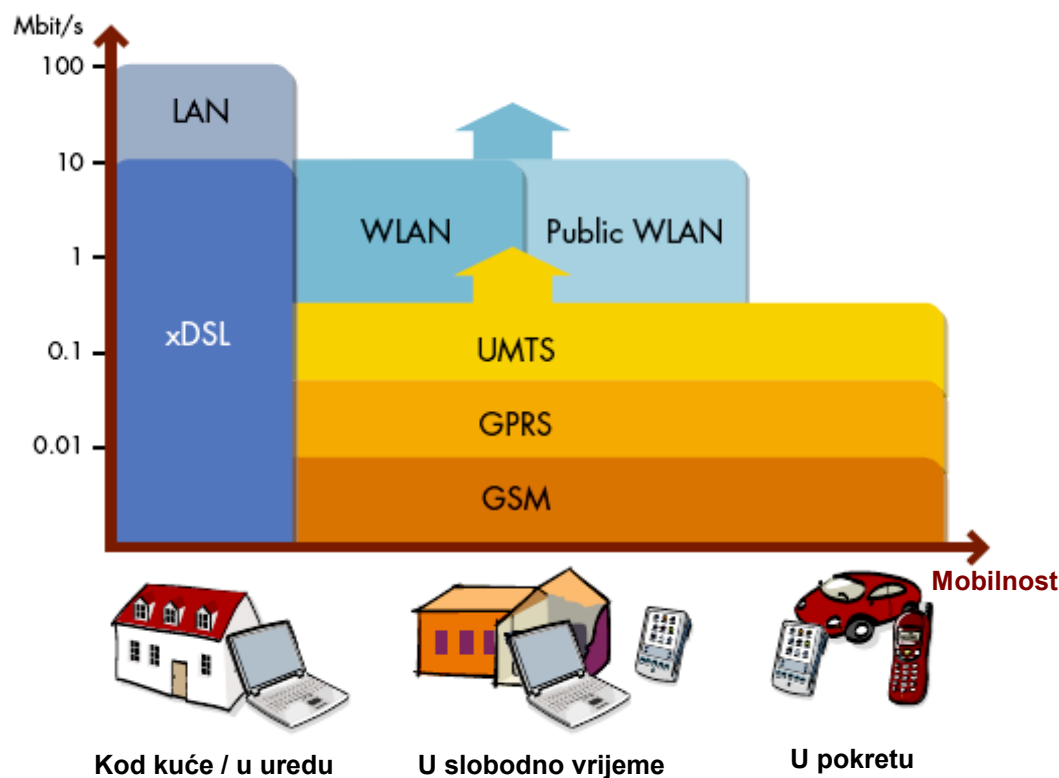 Mbit/s
100
LAN
10
WLAN
Public WLAN
1
xDSL
0.1
UMTS
GPRS
0.01
GSM
Mobilnost
Kod kuće / u uredu
U slobodno vrijeme
U pokretu